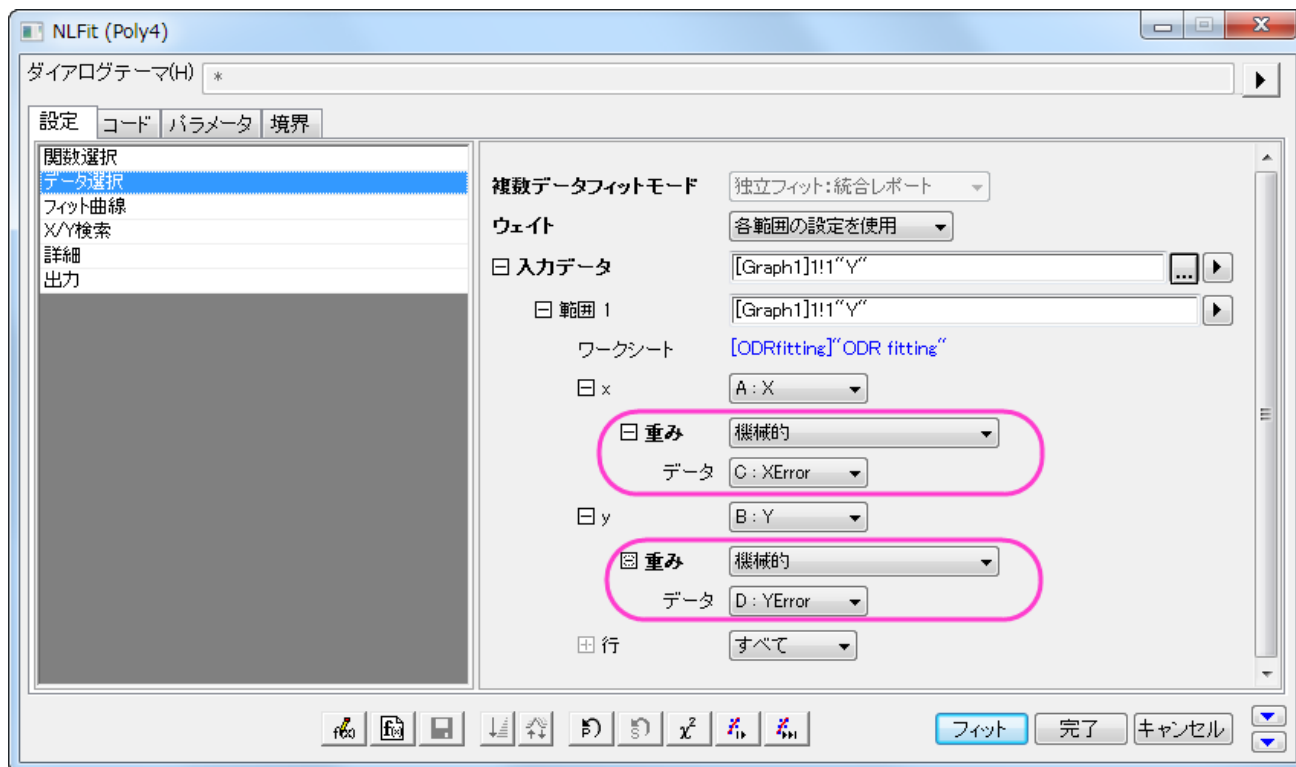 NLFit (Poly4)
ダイアログテーマ(H) *
設定 コード パラメータ 境界
関数選択
データ選択
フィット曲線
X/Y検索
詳細
出力
複数データフィットモード 独立フィット:統合レポート
ウェイト 各範囲の設定を使用
入力データ [Graph1]1!1"Y" ...
範囲 1 [Graph1]1!1"Y"
ワークシート [ODRfitting]"ODR fitting"
x A : X
重み 機械的
データ C : XError
y B : Y
重み 機械的
データ D : YError
行 すべて
フィット 完了 キャンセル